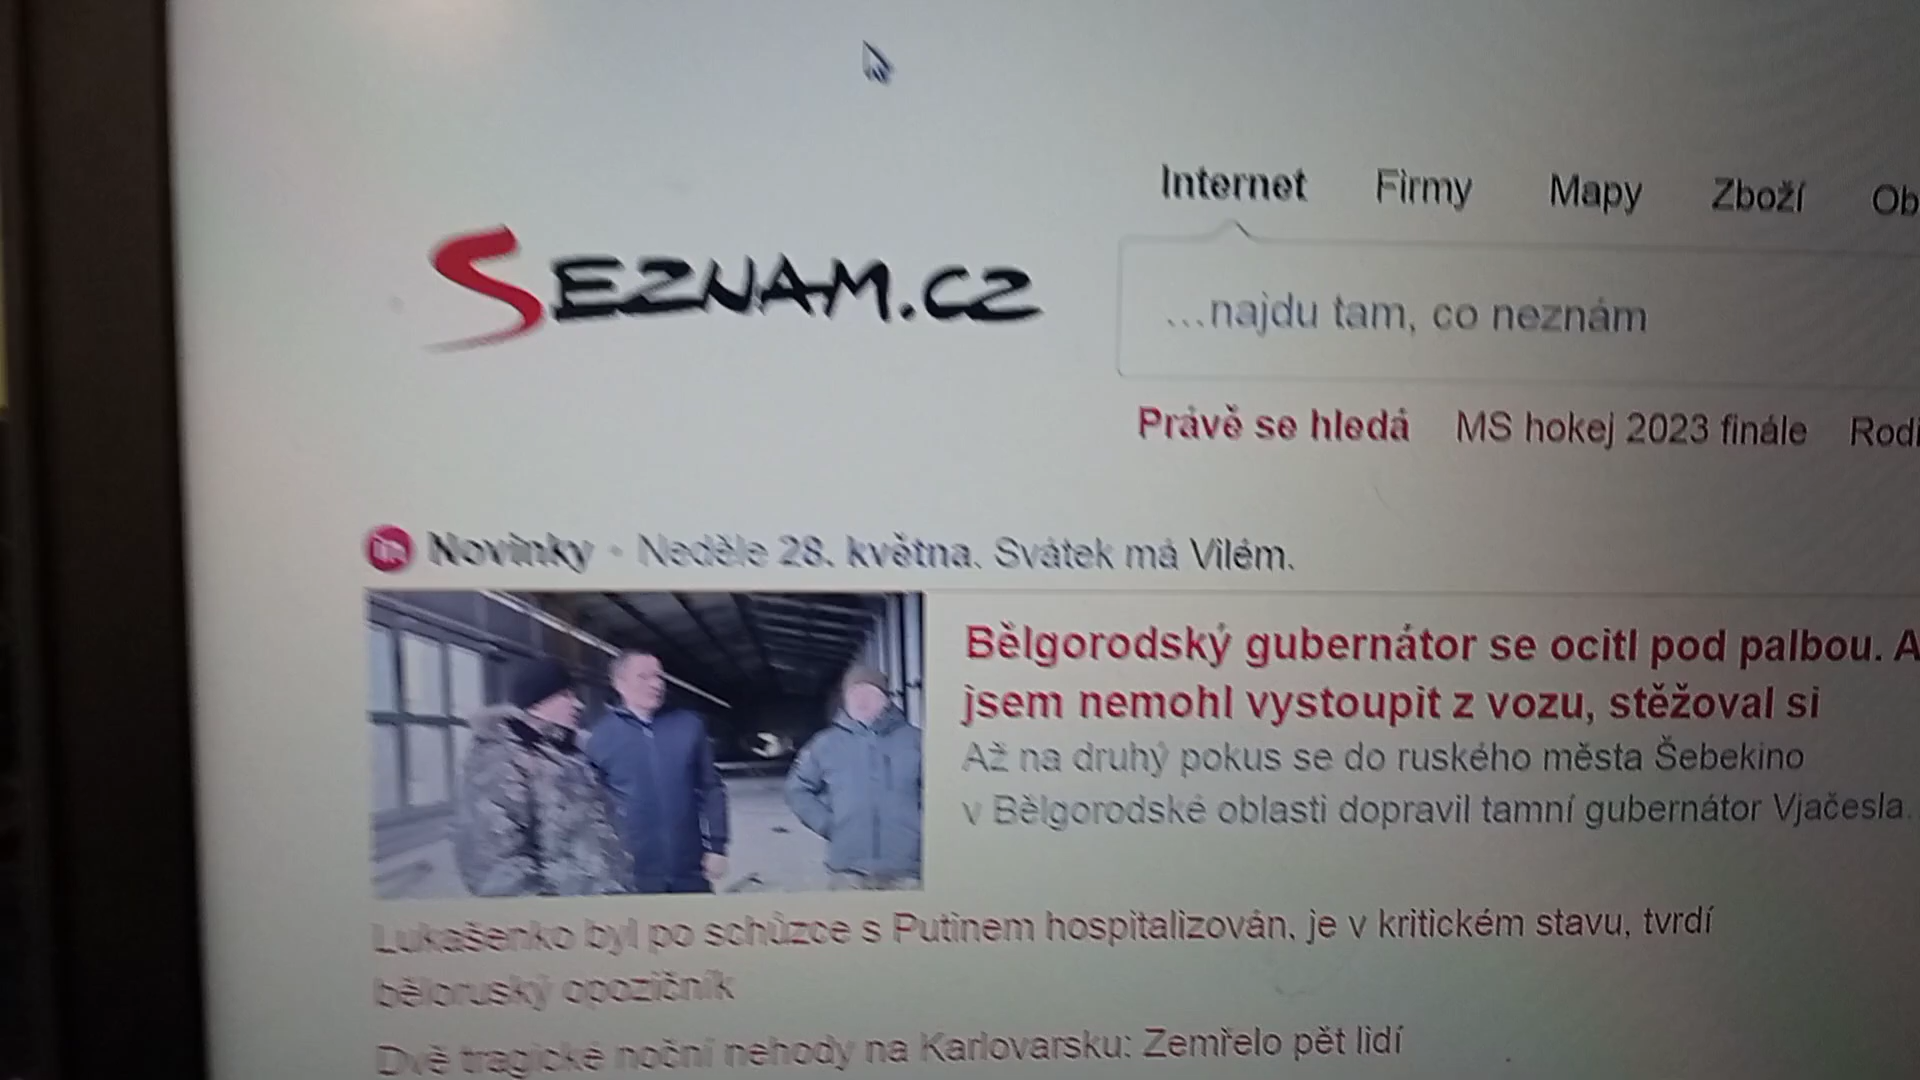 Internet Firmy Mapy Zboží Ob
SEZNAM.CZ
...najdu tam, co neznám
Právě se hledá MS hokej 2023 finále Rodi
Novinky - Neděle 28. května. Svátek má Vilém.
Bělgorodský gubernátor se ocitl pod palbou. A
jsem nemohl vystoupit z vozu, stěžoval si
Až na druhý pokus se do ruského města Šebekino
v Bělgorodské oblasti dopravil tamní gubernátor Vjačesla.
Lukašenko byl po schůzce s Putinem hospitalizován, je v kritickém stavu, tvrdí
běloruský opozičník
Dvě tragické noční nehody na Karlovarsku: Zemřelo pět lidí